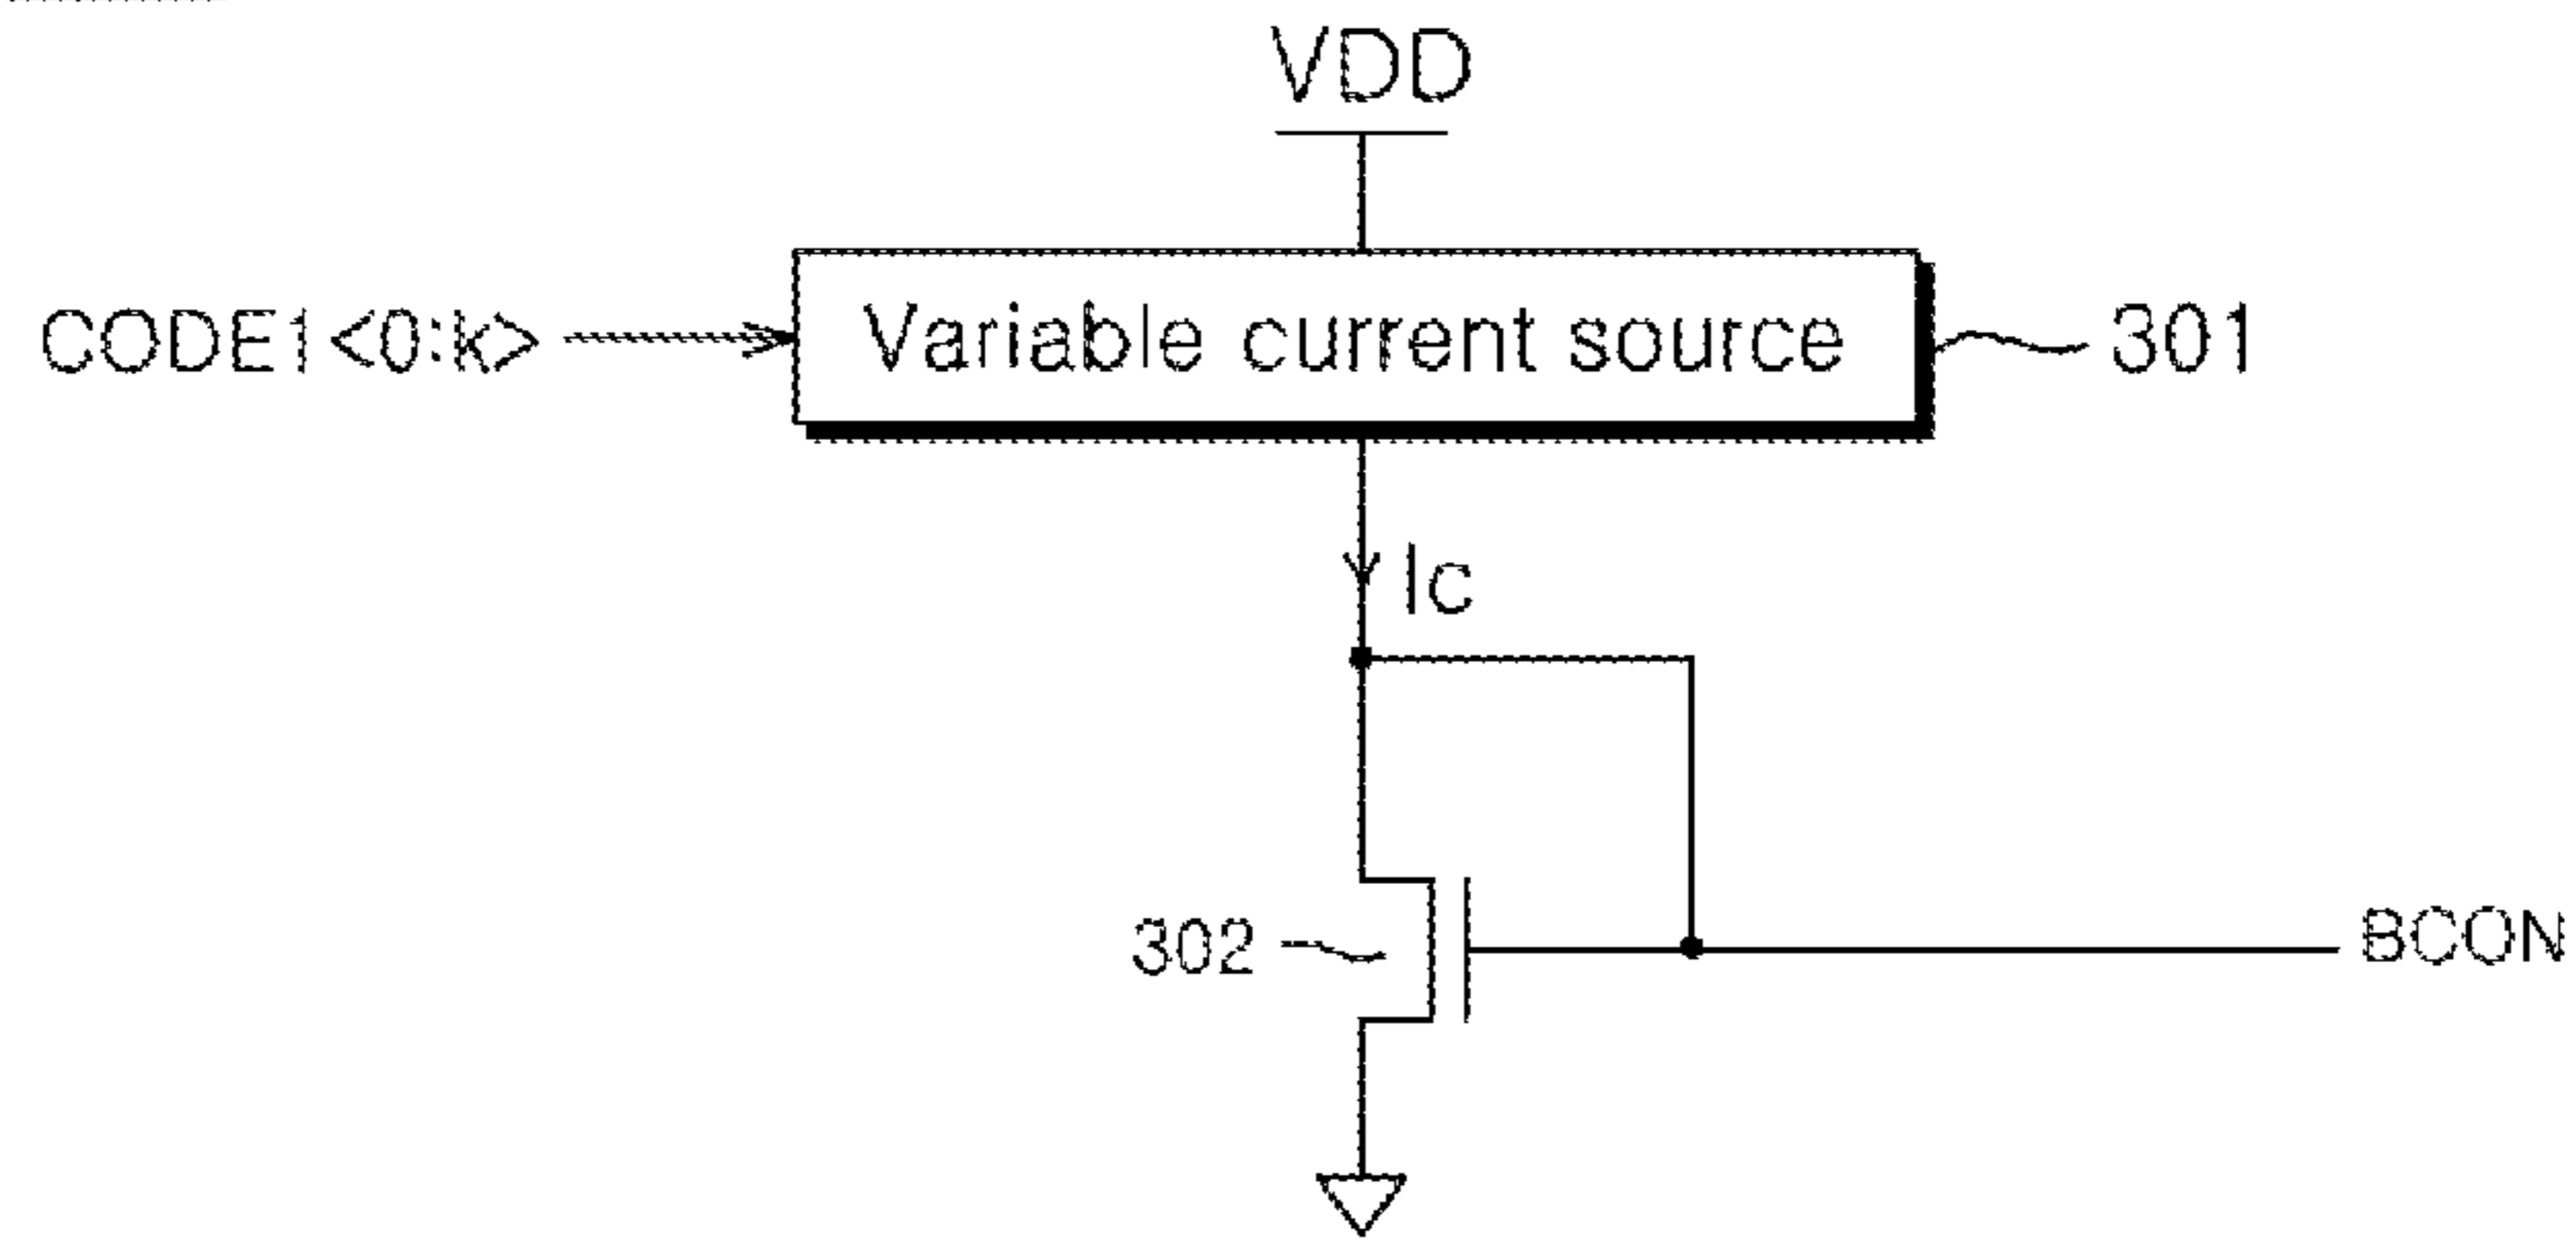 VDD
CODE1<0:k>
Variable current source
301
Ic
302
BCON